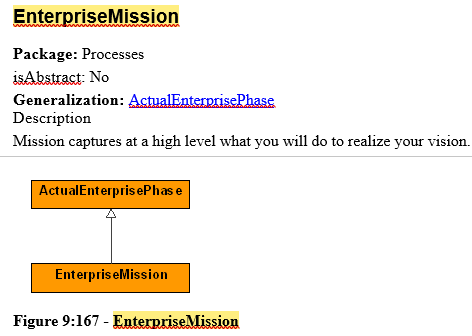 EnterpriseMission
Package: Processes
isAbstract: No
Generalization: ActualEnterprisePhase
Description
Mission captures at a high level what you will do to realize your vision.
ActualEnterprisePhase
EnterpriseMission
Figure 9:167 - EnterpriseMission